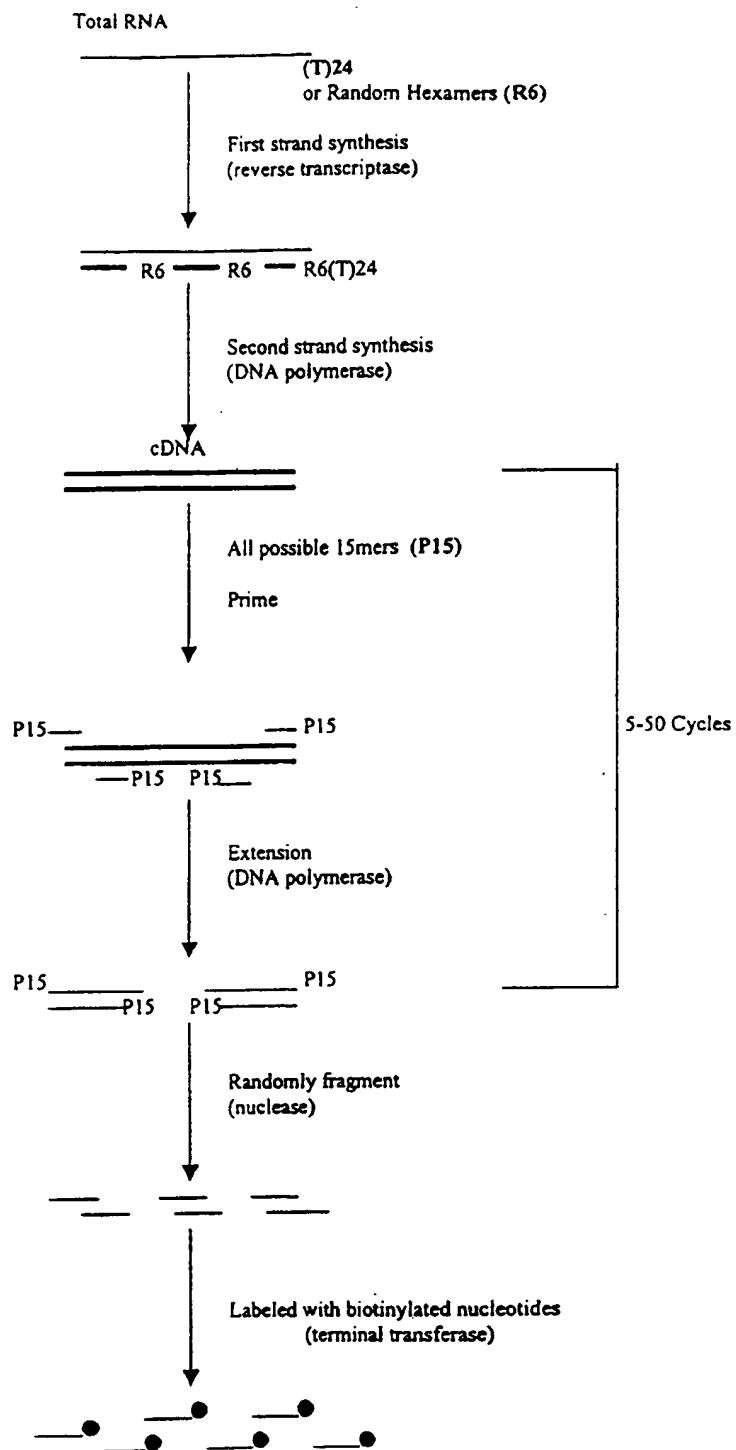 Total RNA
(T)24
or Random Hexamers (R6)
First strand synthesis
(reverse transcriptase)
R6 R6 R6(T)24
Second strand synthesis
(DNA polymerase)
cDNA
All possible 15mers (P15)
Prime
P15 P15
5-50 Cycles
P15 P15
Extension
(DNA polymerase)
P15 P15
P15 P15
Randomly fragment
(nuclease)
Labeled with biotinylated nucleotides
(terminal transferase)